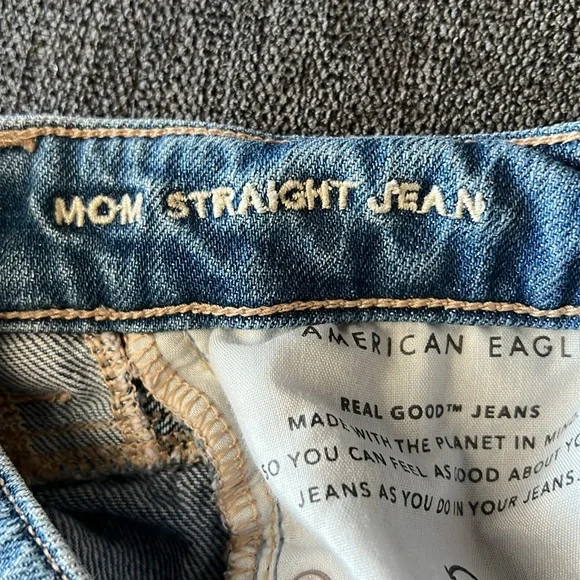 MOM STRAIGHT JEAN
AMERICAN EAGL
REAL GOOD™ JEANS
MADE WITH THE PLANET IN MIN
SO YOU CAN FEEL AS GOOD ABOUT YO
JEANS AS YOU DO IN YOUR JEANS.